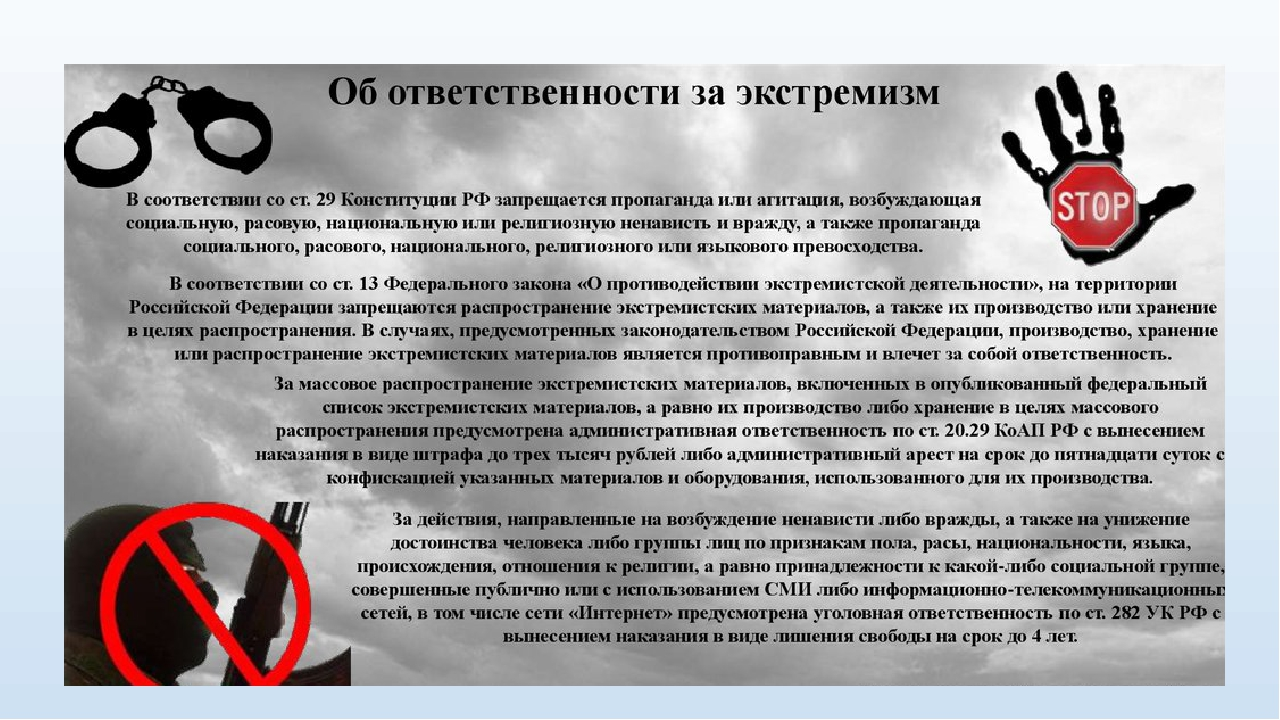 Об ответственности за экстремизм
STOP
В соответствии со ст. 29 Конституции РФ запрещается пропаганда или агитация, возбуждающая
социальную, расовую, национальную или религиозную ненависть и вражду, а также пропаганда
социального, расового, национального, религиозного или языкового превосходства.
В соответствии со ст. 13 Федерального закона «О противодействии экстремистской деятельности», на территории
Российской Федерации запрещаются распространение экстремистских материалов, а также их производство или хранение
в целях распространения. В случаях, предусмотренных законодательством Российской Федерации, производство, хранение
или распространение экстремистских материалов является противоправным и влечет за собой ответственность.
За массовое распространение экстремистских материалов, включенных в опубликованный федеральный
список экстремистских материалов, а равно их производство либо хранение в целях массового
распространения предусмотрена административная ответственность по ст. 20.29 КоАП РФ с вынесением
наказания в виде штрафа до трех тысяч рублей либо административный арест на срок до пятнадцати суток с
конфискацией указанных материалов и оборудования, использованного для их производства.
За действия, направленные на возбуждение ненависти либо вражды, а также на унижение
достоинства человека либо группы лиц по признакам пола, расы, национальности, языка,
происхождения, отношения к религии, а равно принадлежности к какой-либо социальной группе,
совершенные публично или с использованием СМИ либо информационно-телекоммуникационных
сетей, в том числе сети «Интернет» предусмотрена уголовная ответственность по ст. 282 УК РФ с
вынесением наказания в виде лишения свободы на срок до 4 лет.